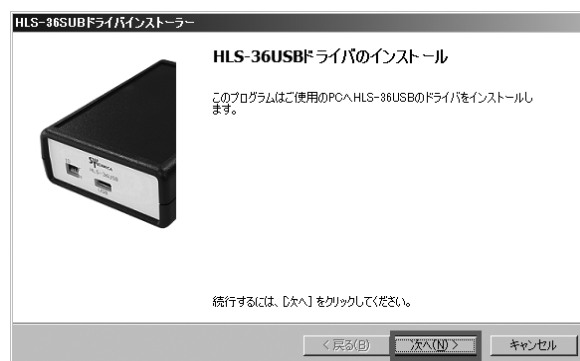 HLS-36SUBドライバインストーラー
HLS-36USBドライバのインストール
このプログラムはご使用のPCへHLS-36USBのドライバをインストールし
ます。
HLS-36USB
USB
続行するには、[次へ] をクリックしてください。
< 戻る(B)
次へ(N) >
キャンセル